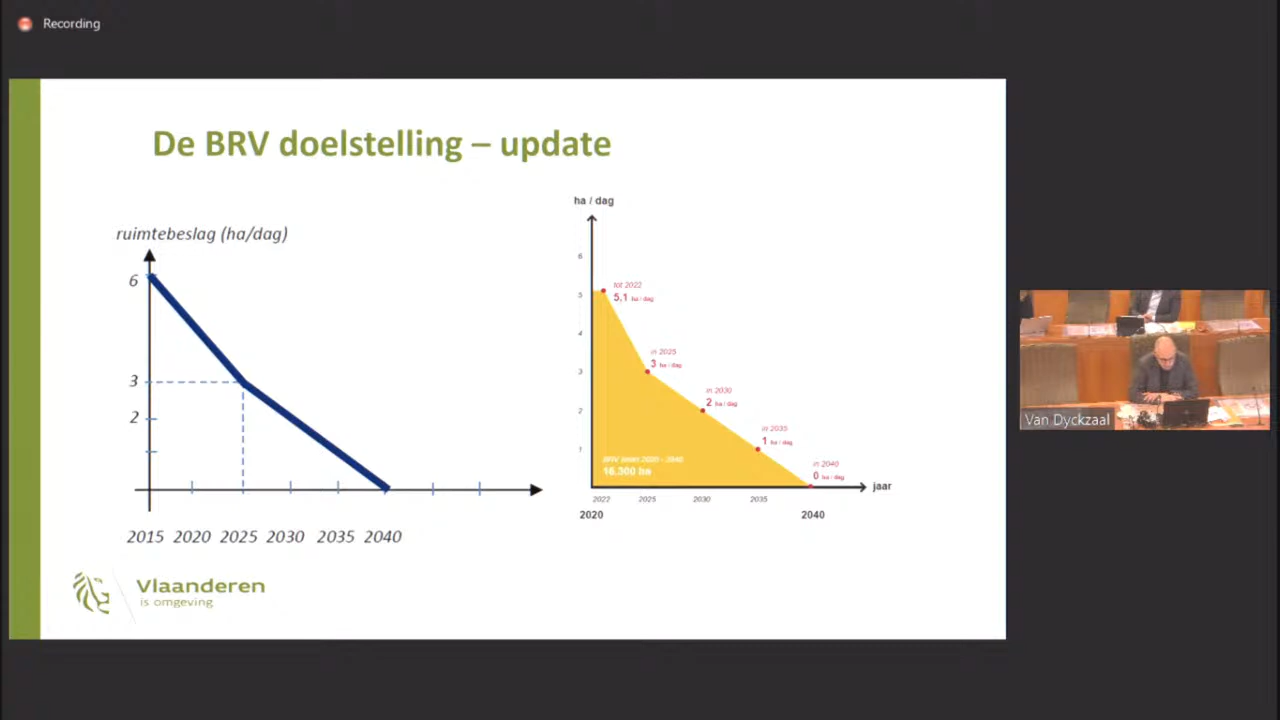 Recording
De BRV doelstelling – update
ruimtebeslag (ha/dag)
6
3
2
2015 2020 2025 2030 2035 2040
ha / dag
6
5
4
3
2
1
tot 2022
5,1 ha / dag
in 2025
3 ha / dag
in 2030
2 ha / dag
in 2035
1 ha / dag
in 2040
0 ha / dag
16.300 ha
jaar
2022 2025 2030 2035
2020 2040
Vlaanderen
is omgeving
Van Dyckzaal